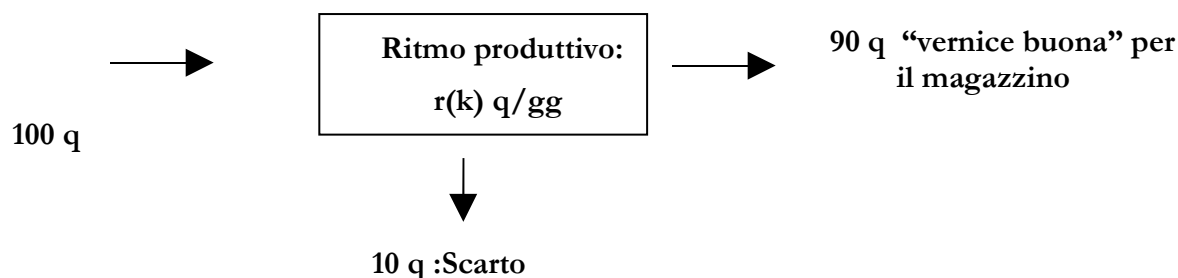 100 q
Ritmo produttivo:
r(k) q/gg
90 q “vernice buona” per
il magazzino
10 q :Scarto